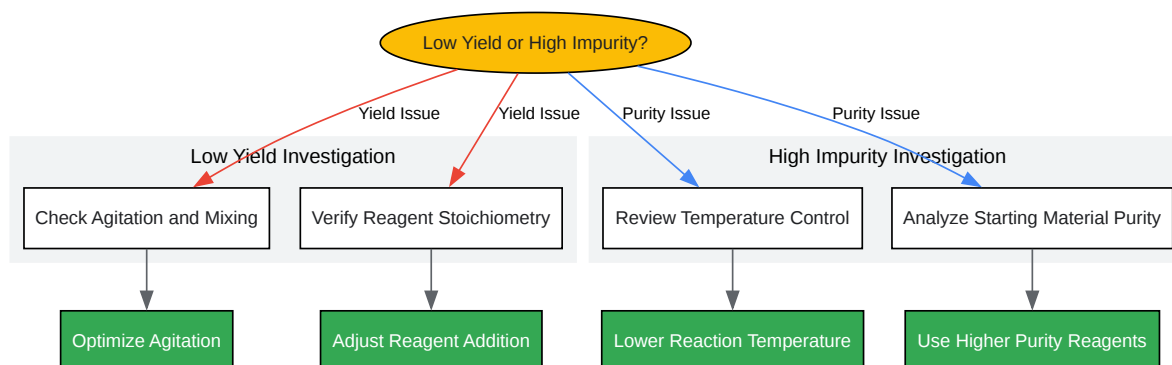 Low Yield or High Impurity?
Yield Issue
Yield Issue
Purity Issue
Purity Issue
Low Yield Investigation
High Impurity Investigation
Check Agitation and Mixing
Verify Reagent Stoichiometry
Review Temperature Control
Analyze Starting Material Purity
Optimize Agitation
Adjust Reagent Addition
Lower Reaction Temperature
Use Higher Purity Reagents